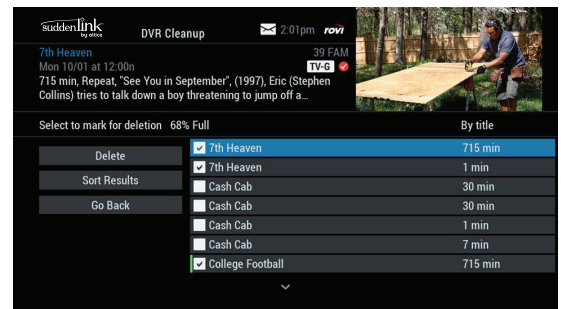 suddenlink
by altice
DVR Cleanup
2:01pm rovi
7th Heaven 39 FAM
Mon 10/01 at 12:00n TV-G
715 min, Repeat, "See You in September", (1997), Eric (Stephen
Collins) tries to talk down a boy threatening to jump off a...
Select to mark for deletion 68% Full By title
Delete
Sort Results
Go Back
7th Heaven 715 min
7th Heaven 1 min
Cash Cab 30 min
Cash Cab 30 min
Cash Cab 1 min
Cash Cab 7 min
College Football 715 min